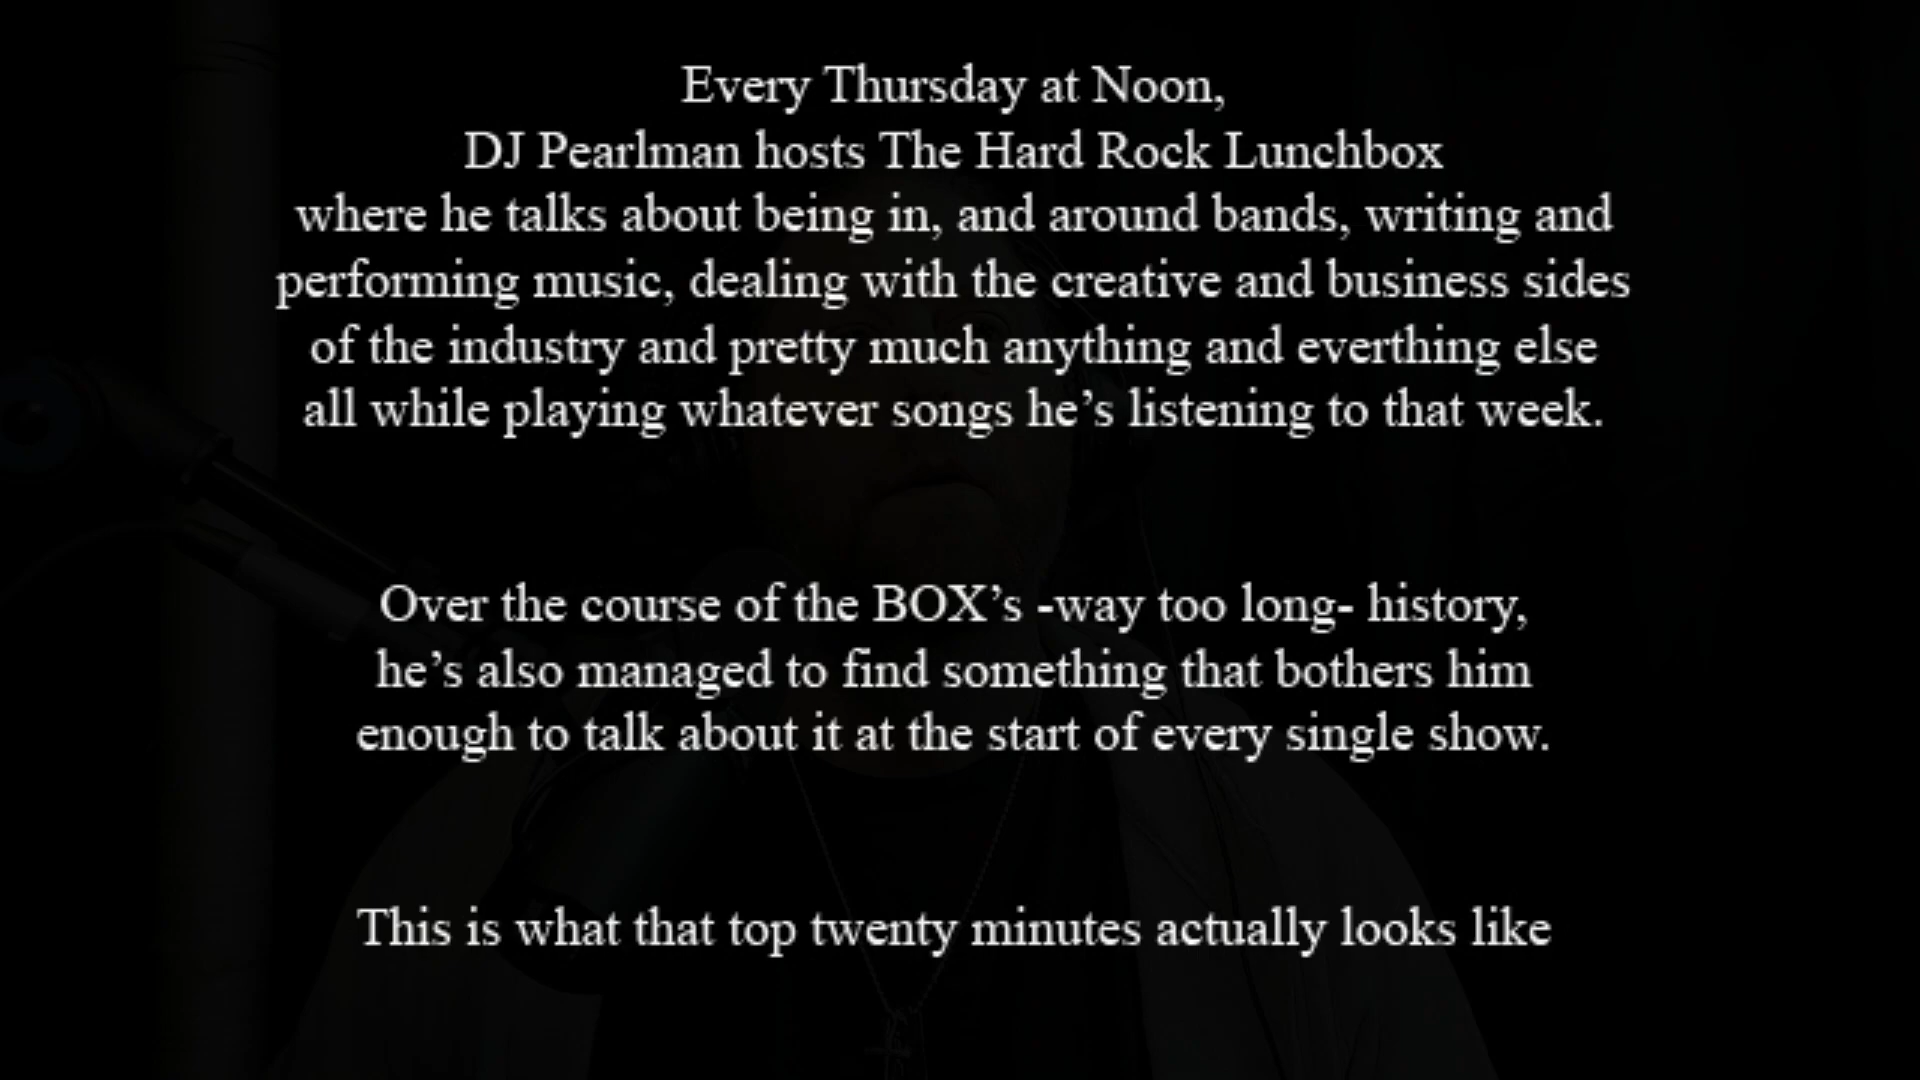 Every Thursday at Noon,
DJ Pearlman hosts The Hard Rock Lunchbox
where he talks about being in, and around bands, writing and
performing music, dealing with the creative and business sides
of the industry and pretty much anything and everthing else
all while playing whatever songs he’s listening to that week.
Over the course of the BOX’s -way too long- history,
he’s also managed to find something that bothers him
enough to talk about it at the start of every single show.
This is what that top twenty minutes actually looks like